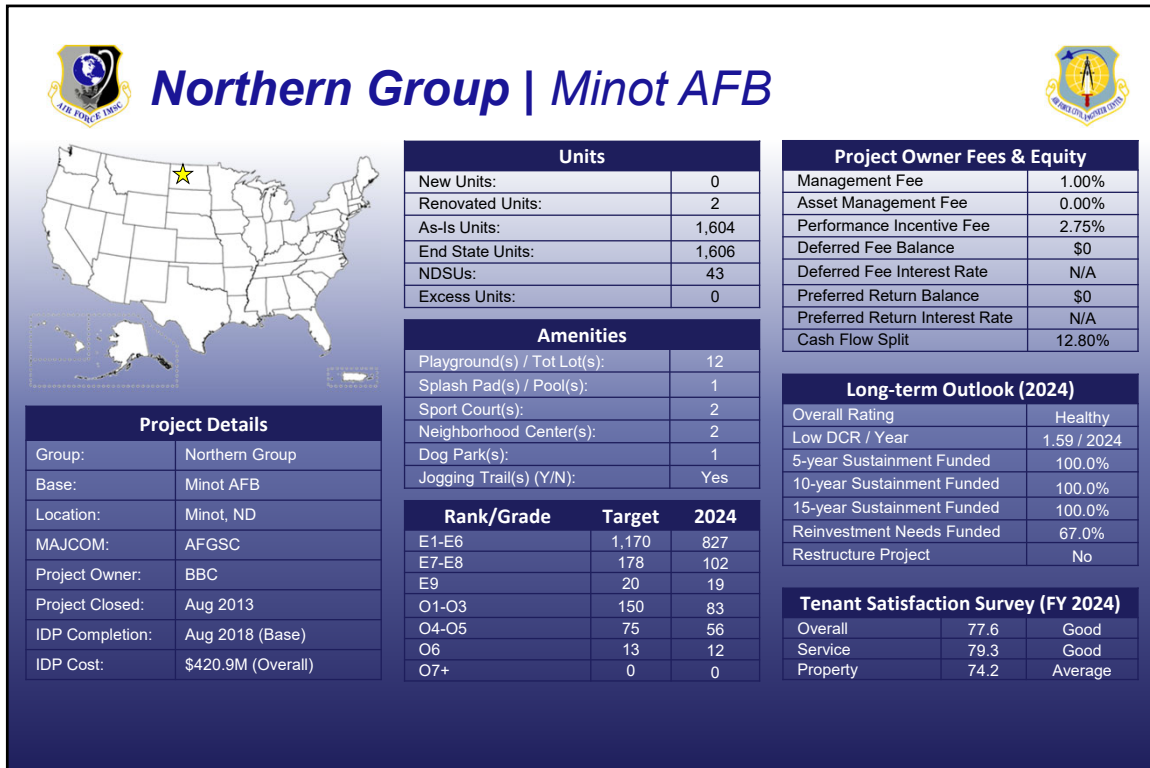 AIR FORCE IMSC
Northern Group | Minot AFB
AIR FORCE CIVIL ENGINEER CENTER
Project Details
Group: Northern Group
Base: Minot AFB
Location: Minot, ND
MAJCOM: AFGSC
Project Owner: BBC
Project Closed: Aug 2013
IDP Completion: Aug 2018 (Base)
IDP Cost: $420.9M (Overall)
Units
New Units: 0
Renovated Units: 2
As-Is Units: 1,604
End State Units: 1,606
NDSUs: 43
Excess Units: 0
Amenities
Playground(s) / Tot Lot(s): 12
Splash Pad(s) / Pool(s): 1
Sport Court(s): 2
Neighborhood Center(s): 2
Dog Park(s): 1
Jogging Trail(s) (Y/N): Yes
Rank/Grade Target 2024
E1-E6 1,170 827
E7-E8 178 102
E9 20 19
O1-O3 150 83
O4-O5 75 56
O6 13 12
O7+ 0 0
Project Owner Fees & Equity
Management Fee 1.00%
Asset Management Fee 0.00%
Performance Incentive Fee 2.75%
Deferred Fee Balance $0
Deferred Fee Interest Rate N/A
Preferred Return Balance $0
Preferred Return Interest Rate N/A
Cash Flow Split 12.80%
Long-term Outlook (2024)
Overall Rating Healthy
Low DCR / Year 1.59 / 2024
5-year Sustainment Funded 100.0%
10-year Sustainment Funded 100.0%
15-year Sustainment Funded 100.0%
Reinvestment Needs Funded 67.0%
Restructure Project No
Tenant Satisfaction Survey (FY 2024)
Overall 77.6 Good
Service 79.3 Good
Property 74.2 Average